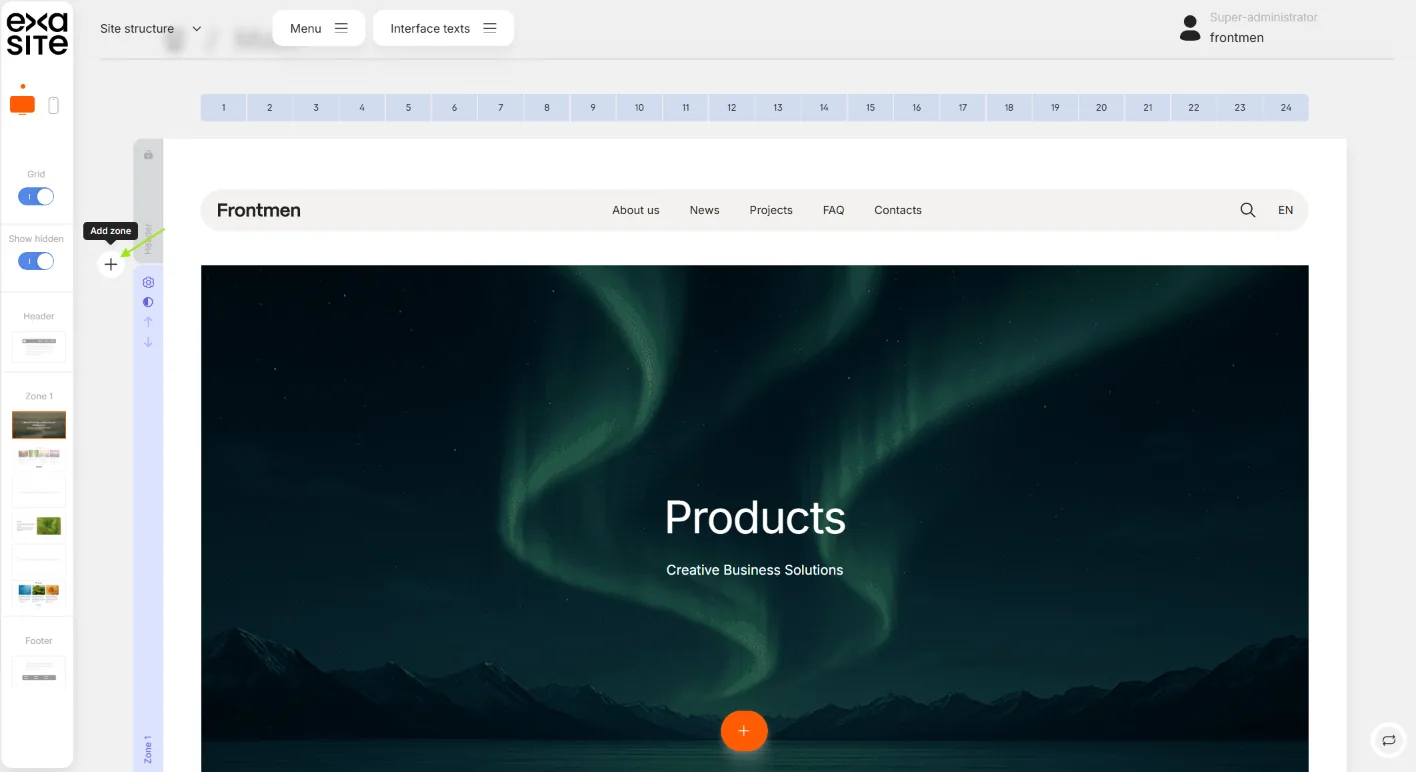 exa
site
Site structure
Menu
Interface texts
Super-administrator
frontmen
1 2 3 4 5 6 7 8 9 10 11 12 13 14 15 16 17 18 19 20 21 22 23 24
Grid
Show hidden
Add zone
Header
Frontmen
About us
News
Projects
FAQ
Contacts
EN
Header
Zone 1
Products
Creative Business Solutions
Footer
Zone 1